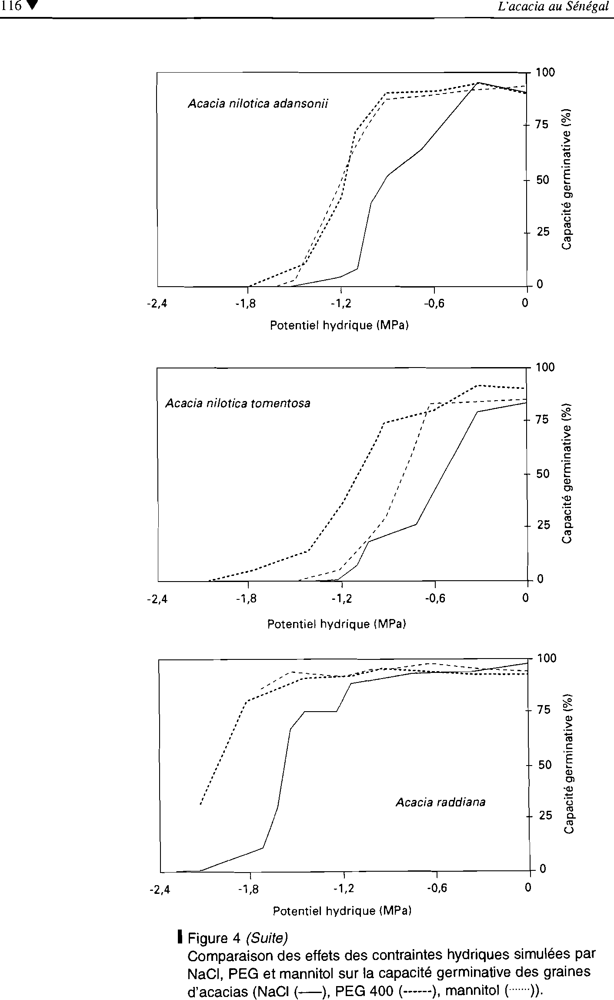 116 ▼ L'acacia au Sénégal
Acacia nilotica adansonii
100
75
50
25
0
Capacité germinative (%)
-2,4 -1,8 -1,2 -0,6 0
Potentiel hydrique (MPa)
Acacia nilotica tomentosa
100
75
50
25
0
Capacité germinative (%)
-2,4 -1,8 -1,2 -0,6 0
Potentiel hydrique (MPa)
Acacia raddiana
100
75
50
25
0
Capacité germinative (%)
-2,4 -1,8 -1,2 -0,6 0
Potentiel hydrique (MPa)
Figure 4 (Suite)
Comparaison des effets des contraintes hydriques simulées par
NaCl, PEG et mannitol sur la capacité germinative des graines
d'acacias (NaCl (——), PEG 400 (------), mannitol (·······)).